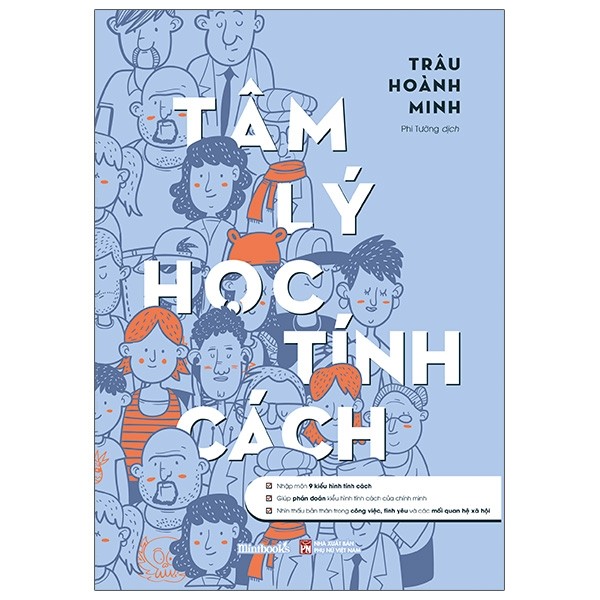 TRÂU
HOÀNH
MINH
Phi Tường dịch
TÂM
LÝ
HỌC
TÍNH
CÁCH
Nhập môn 9 kiểu hình tính cách
Giúp phán đoán kiểu hình tính cách của chính mình
Nhìn thấu bản thân trong công việc, tình yêu và các mối quan hệ xã hội
mintbooks
PN
NHÀ XUẤT BẢN
PHỤ NỮ VIỆT NAM